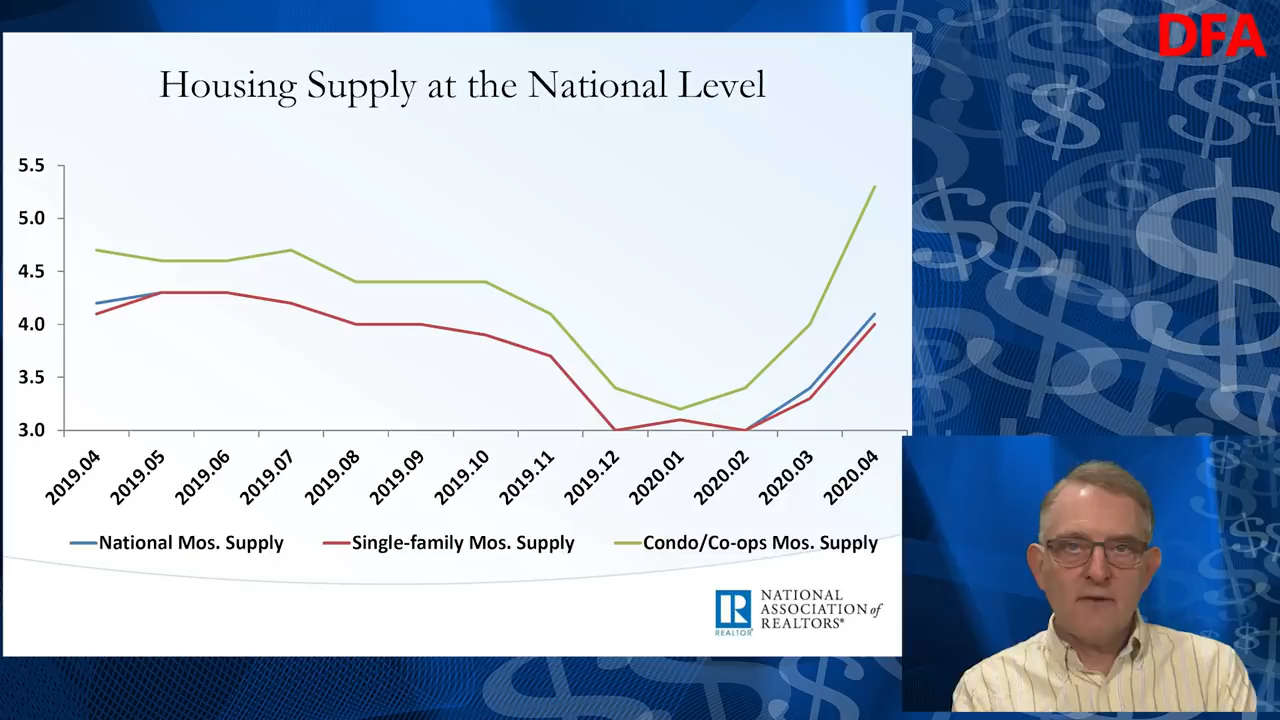 DFA
Housing Supply at the National Level
5.5
5.0
4.5
4.0
3.5
3.0
2019.04
2019.05
2019.06
2019.07
2019.08
2019.09
2019.10
2019.11
2019.12
2020.01
2020.02
2020.03
2020.04
National Mos. Supply
Single-family Mos. Supply
Condo/Co-ops Mos. Supply
REALTOR®
NATIONAL
ASSOCIATION of
REALTORS®